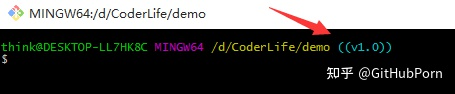 MINGW64:/d/CoderLife/demo
think@DESKTOP-LL7HK8C MINGW64 /d/CoderLife/demo ((v1.0))
$
知乎 @GitHubPorn